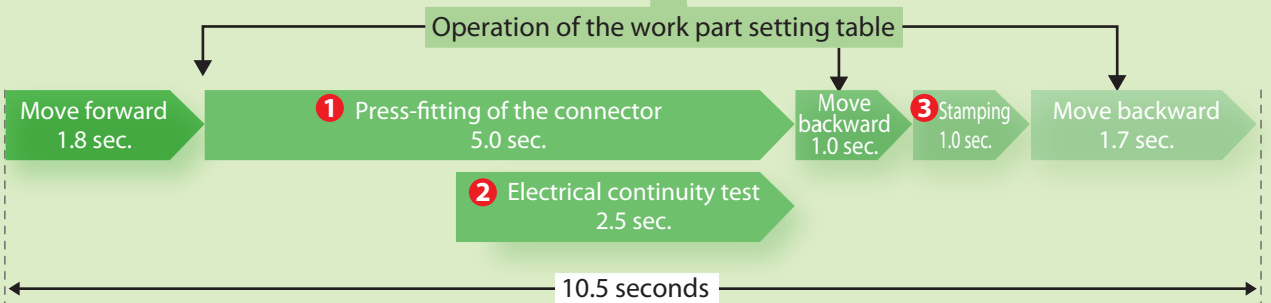 Operation of the work part setting table
Move forward
1.8 sec.
1 Press-fitting of the connector
5.0 sec.
Move
backward
1.0 sec.
3 Stamping
1.0 sec.
Move backward
1.7 sec.
2 Electrical continuity test
2.5 sec.
10.5 seconds